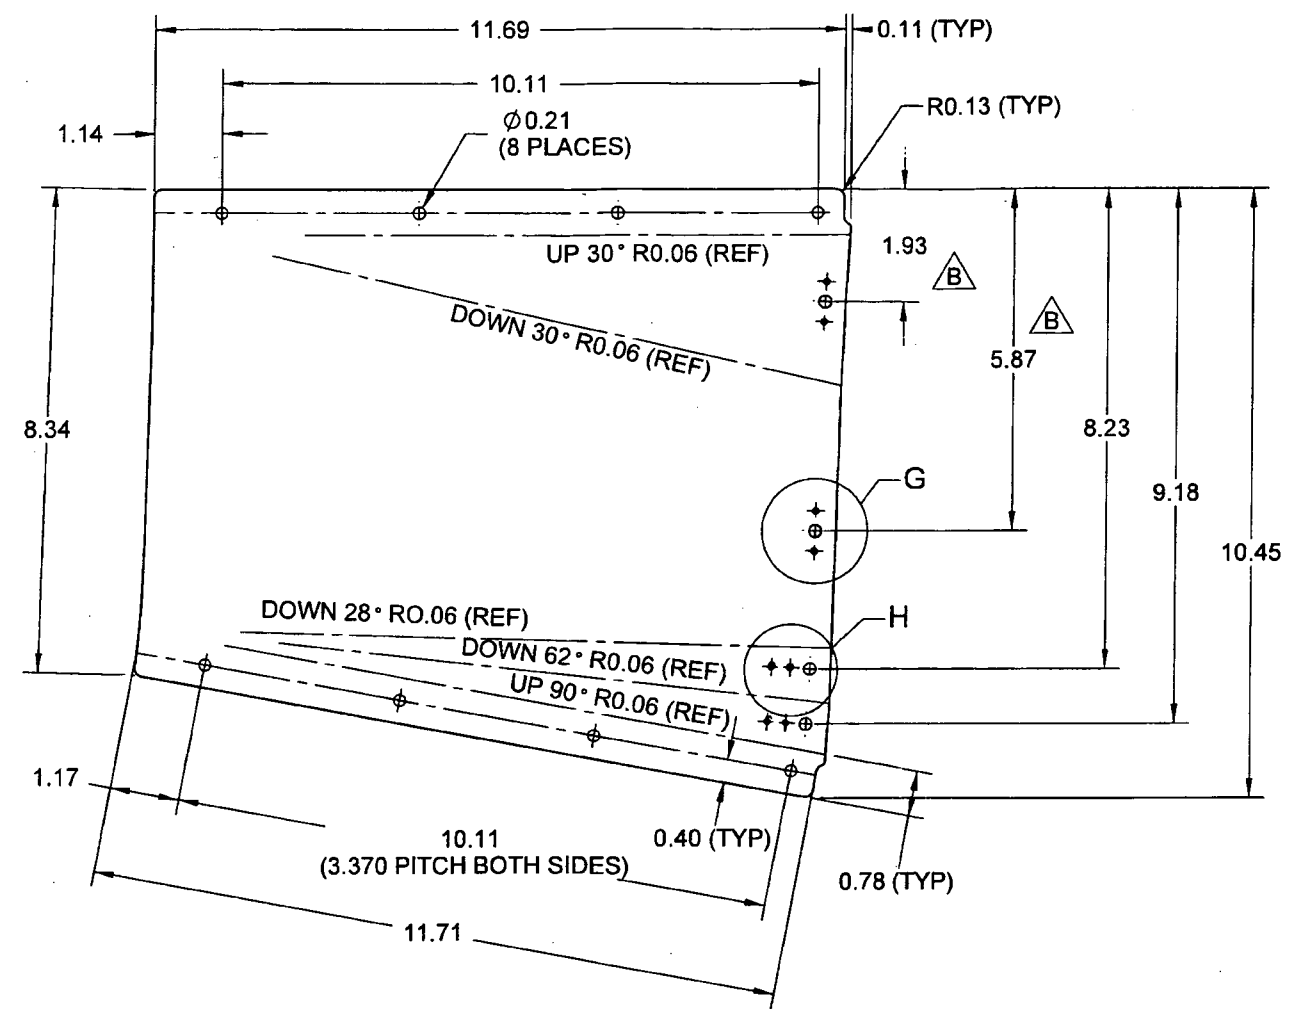 11.69
0.11 (TYP)
10.11
R0.13 (TYP)
1.14
Ø0.21
(8 PLACES)
UP 30° R0.06 (REF)
1.93
B
DOWN 30° R0.06 (REF)
B
5.87
8.34
8.23
G
9.18
10.45
DOWN 28° RO.06 (REF)
H
DOWN 62° R0.06 (REF)
UP 90° R0.06 (REF)
1.17
10.11
(3.370 PITCH BOTH SIDES)
0.40 (TYP)
0.78 (TYP)
11.71